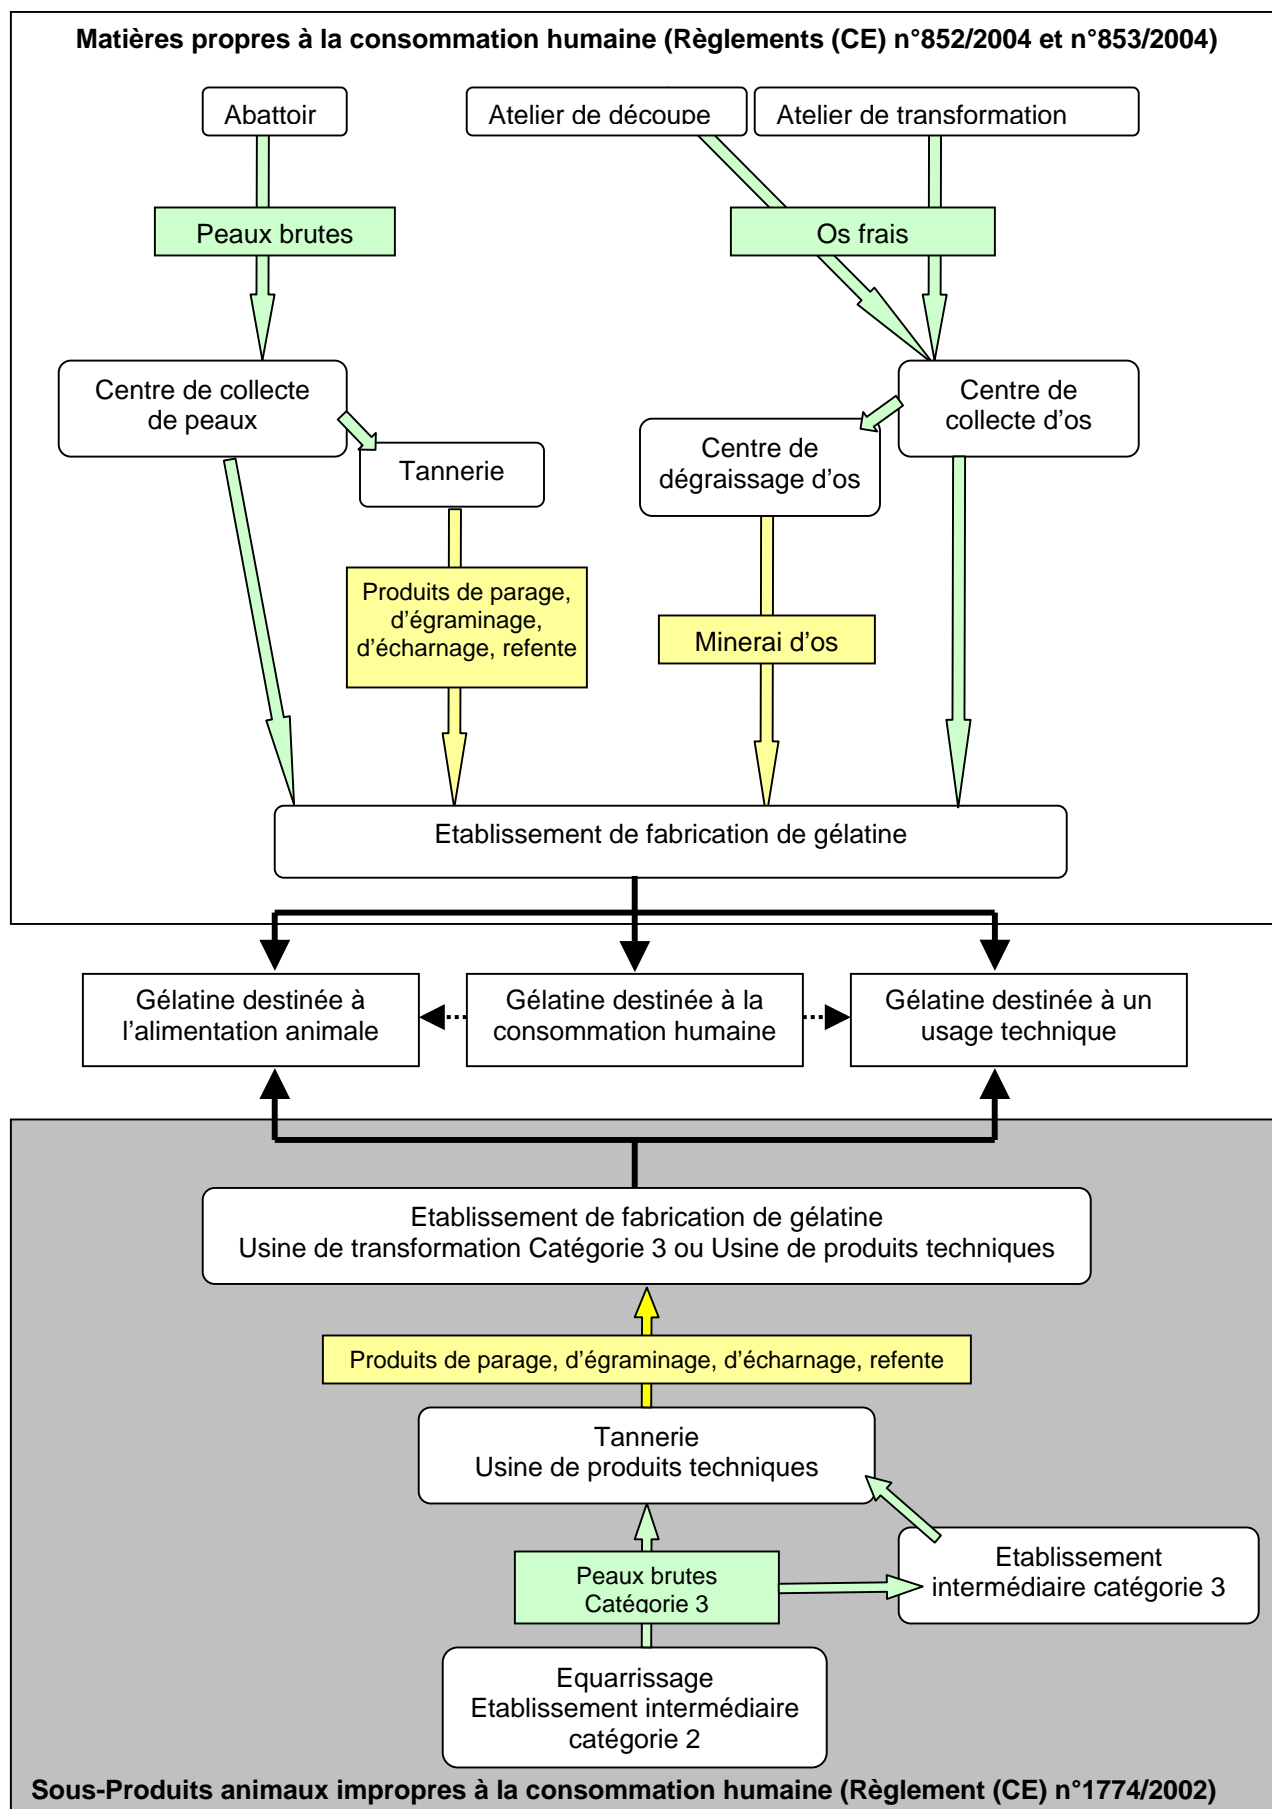 Matières propres à la consommation humaine (Règlements (CE) n°852/2004 et n°853/2004)
Abattoir
Atelier de découpe
Atelier de transformation
Peaux brutes
Os frais
Centre de collecte
de peaux
Centre de
collecte d'os
Tannerie
Centre de
dégraissage d'os
Produits de parage,
d'égraminage,
d'écharnage, refente
Minerai d'os
Etablissement de fabrication de gélatine
Gélatine destinée à
l'alimentation animale
Gélatine destinée à la
consommation humaine
Gélatine destinée à un
usage technique
Etablissement de fabrication de gélatine
Usine de transformation Catégorie 3 ou Usine de produits techniques
Produits de parage, d'égraminage, d'écharnage, refente
Tannerie
Usine de produits techniques
Peaux brutes
Catégorie 3
Etablissement
intermédiaire catégorie 3
Equarrissage
Etablissement intermédiaire
catégorie 2
Sous-Produits animaux impropres à la consommation humaine (Règlement (CE) n°1774/2002)